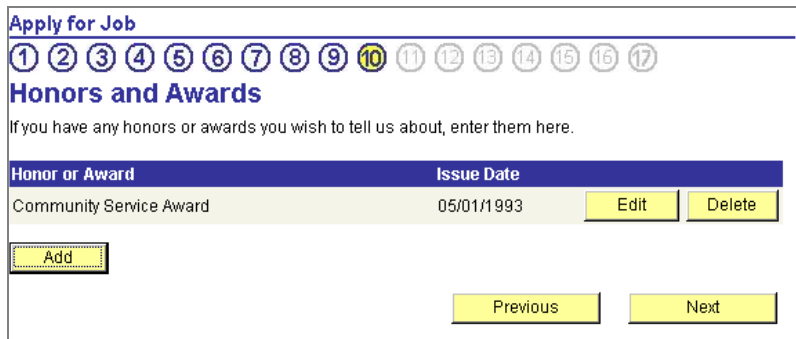 Apply for Job
1 2 3 4 5 6 7 8 9 10 11 12 13 14 15 16 17
Honors and Awards
If you have any honors or awards you wish to tell us about, enter them here.
Honor or Award Issue Date
Community Service Award 05/01/1993 Edit Delete
Add
Previous Next